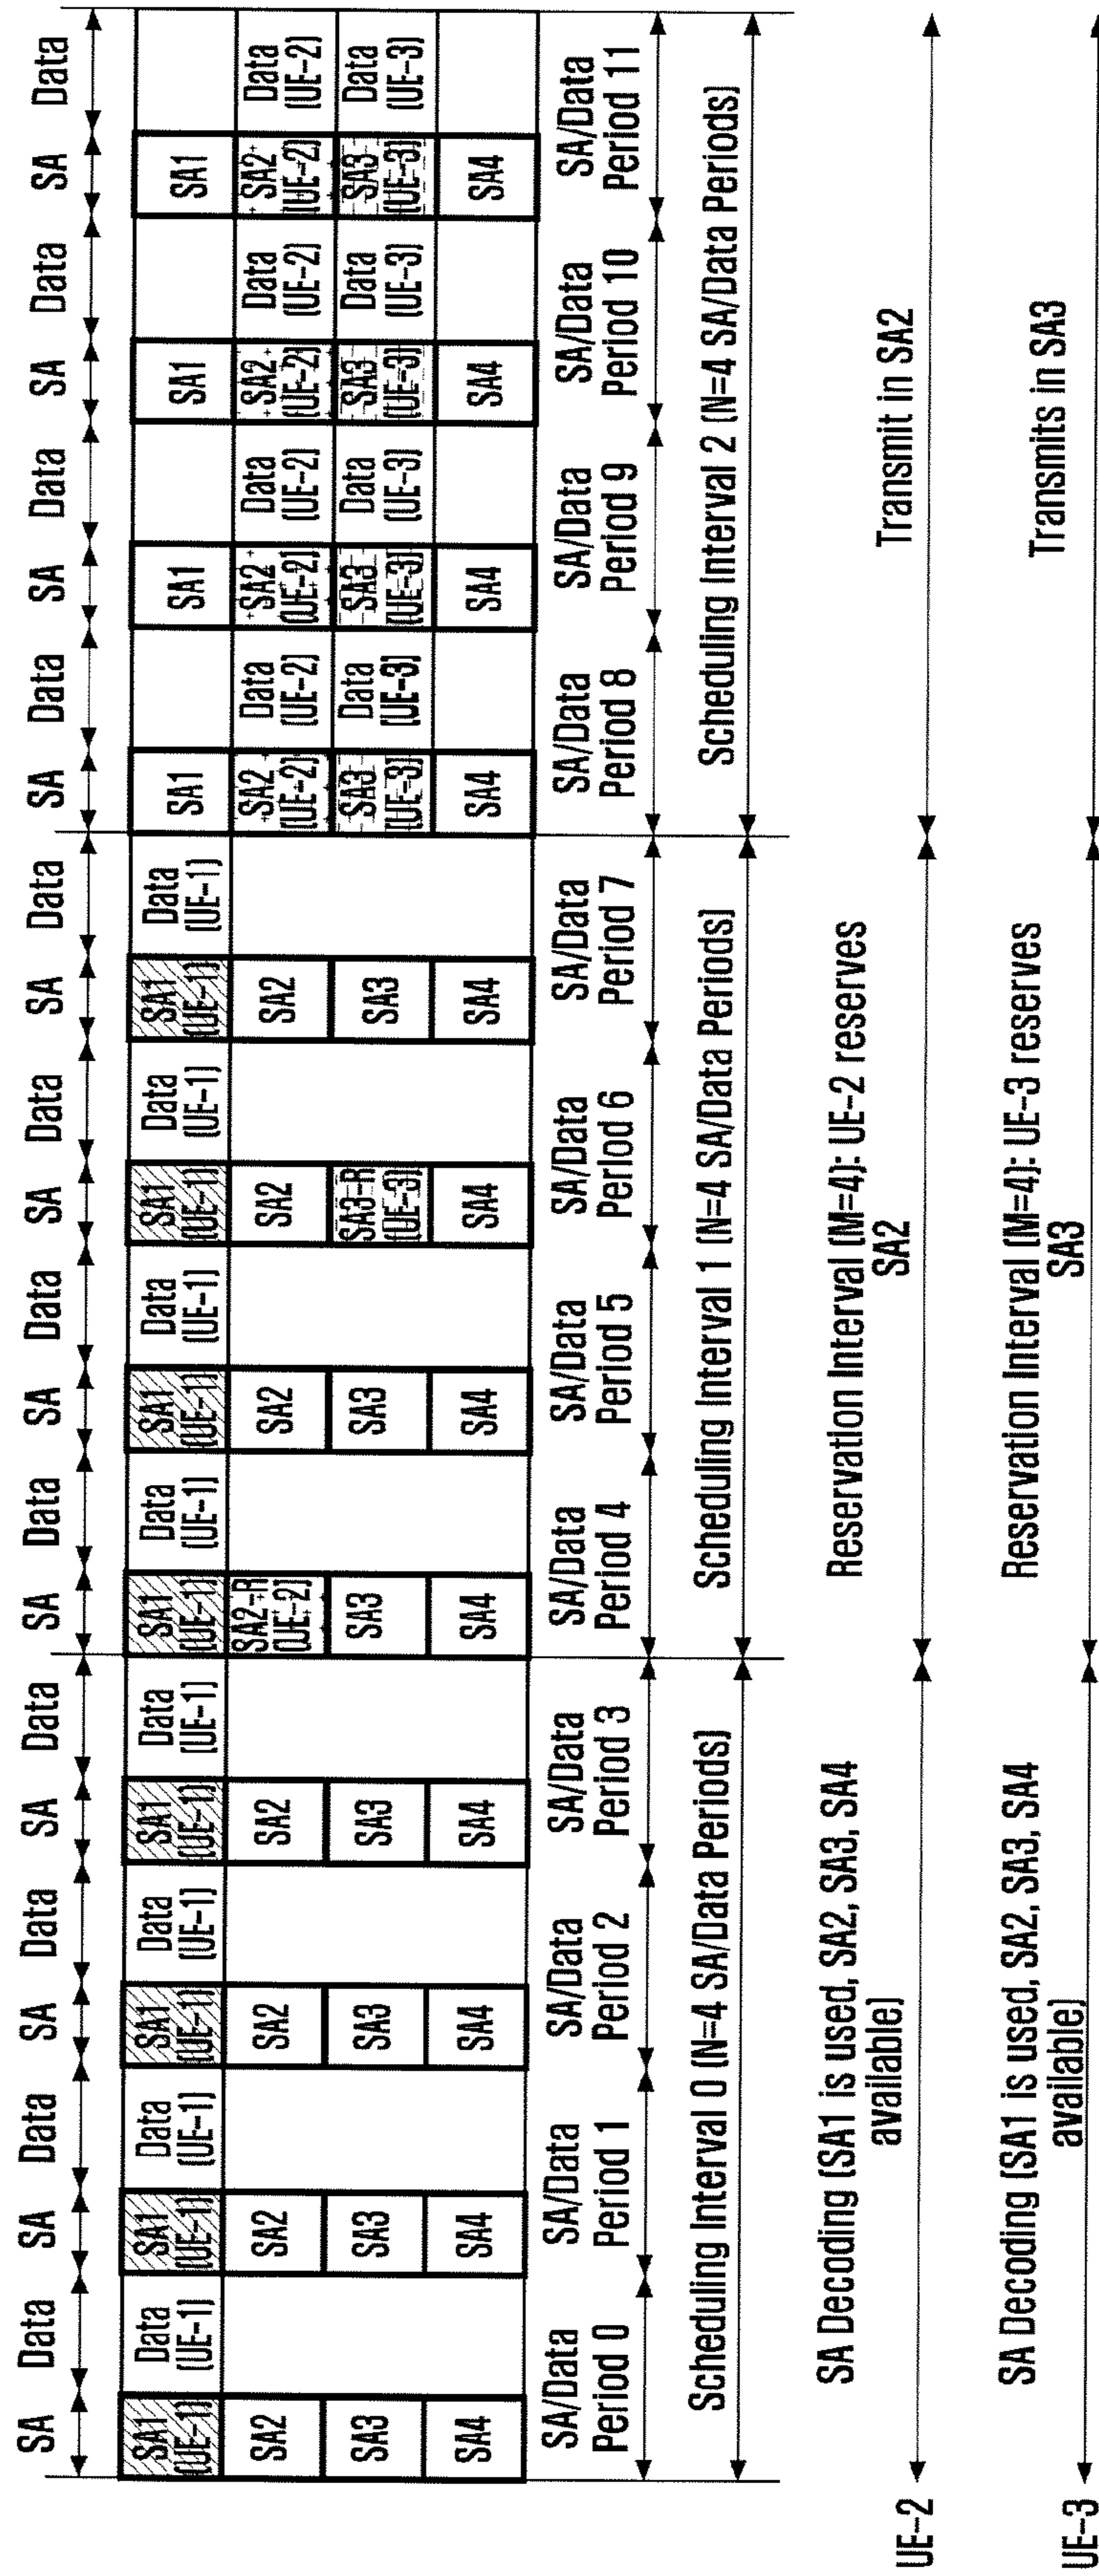 SA Data SA Data SA Data SA Data SA Data SA Data SA Data SA Data SA Data SA Data SA Data SA Data
SA1 Data SA1 Data SA1 Data SA1 Data SA1 Data SA1 Data SA1 Data SA1 Data SA1 SA1 SA1 SA1
(UE-1) (UE-1) (UE-1) (UE-1) (UE-1) (UE-1) (UE-1) (UE-1) (UE-1) (UE-1) (UE-1) (UE-1) (UE-1) (UE-1) (UE-1) (UE-1)
SA2 SA2 SA2 SA2 SA2-R SA2 SA2 SA2 SA2 Data SA2 Data SA2 Data SA2 Data
(UE-2) (UE-2) (UE-2) (UE-2) (UE-2) (UE-2) (UE-2) (UE-2) (UE-2)
SA3 SA3 SA3 SA3 SA3 SA3 SA3-R SA3 SA3 Data SA3 Data SA3 Data SA3 Data
(UE-3) (UE-3) (UE-3) (UE-3) (UE-3) (UE-3) (UE-3) (UE-3) (UE-3)
SA4 SA4 SA4 SA4 SA4 SA4 SA4 SA4 SA4 SA4 SA4 SA4
SA/Data SA/Data SA/Data SA/Data SA/Data SA/Data SA/Data SA/Data SA/Data SA/Data SA/Data SA/Data
Period 0 Period 1 Period 2 Period 3 Period 4 Period 5 Period 6 Period 7 Period 8 Period 9 Period 10 Period 11
Scheduling Interval 0 (N=4 SA/Data Periods) Scheduling Interval 1 (N=4 SA/Data Periods) Scheduling Interval 2 (N=4 SA/Data Periods)
SA Decoding (SA1 is used, SA2, SA3, SA4 Reservation Interval (M=4): UE-2 reserves Transmit in SA2
available) SA2
UE-2
SA Decoding (SA1 is used, SA2, SA3, SA4 Reservation Interval (M=4): UE-3 reserves Transmits in SA3
available) SA3
UE-3